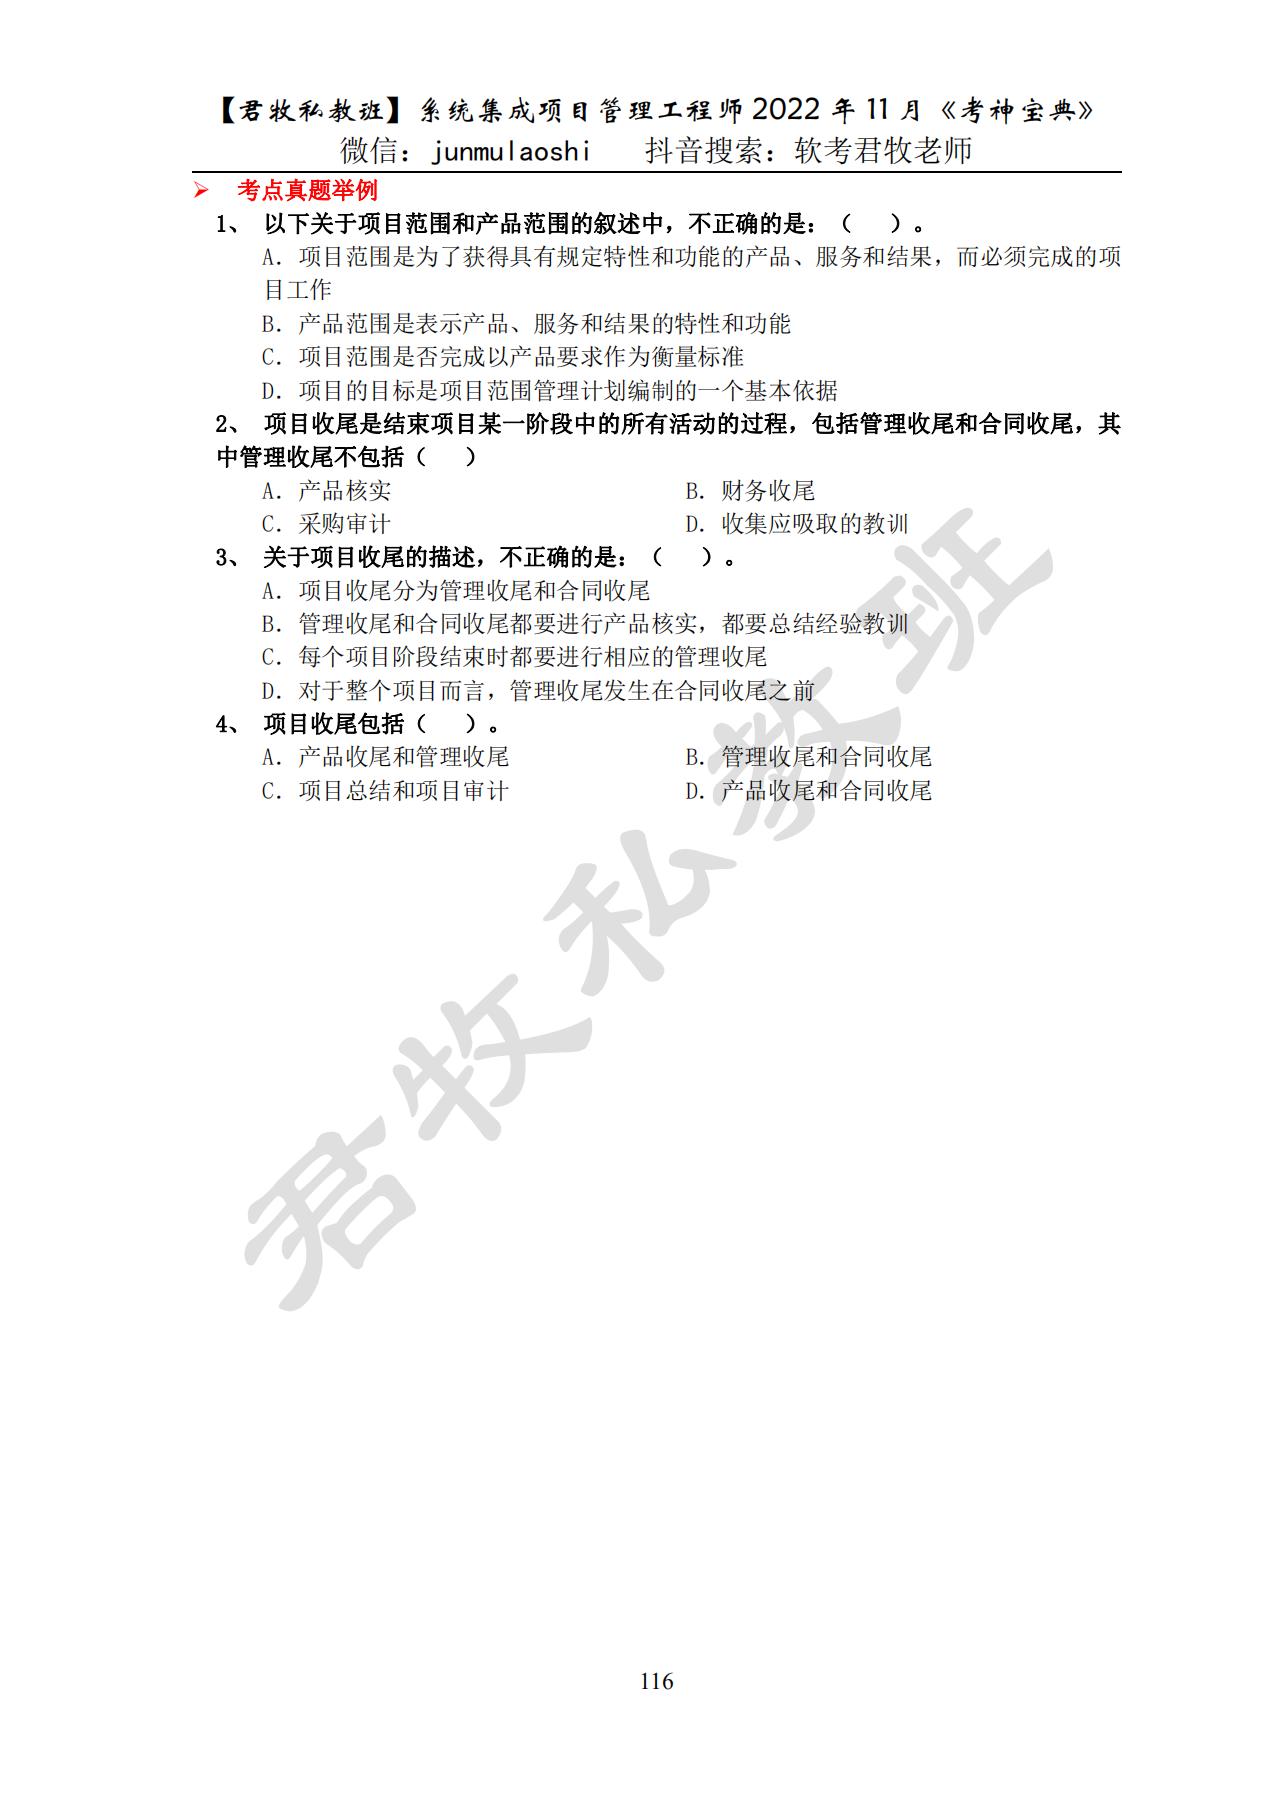 【君牧私教班】系统集成项目管理工程师2022年11月《考神宝典》
微信：junmulaoshi 抖音搜索：软考君牧老师
➢ 考点真题举例
1、 以下关于项目范围和产品范围的叙述中，不正确的是：（ ）。
A．项目范围是为了获得具有规定特性和功能的产品、服务和结果，而必须完成的项
目工作
B．产品范围是表示产品、服务和结果的特性和功能
C．项目范围是否完成以产品要求作为衡量标准
D．项目的目标是项目范围管理计划编制的一个基本依据
2、 项目收尾是结束项目某一阶段中的所有活动的过程，包括管理收尾和合同收尾，其
中管理收尾不包括（ ）
A．产品核实 B．财务收尾
C．采购审计 D．收集应吸取的教训
3、 关于项目收尾的描述，不正确的是：（ ）。
A．项目收尾分为管理收尾和合同收尾
B．管理收尾和合同收尾都要进行产品核实，都要总结经验教训
C．每个项目阶段结束时都要进行相应的管理收尾
D．对于整个项目而言，管理收尾发生在合同收尾之前
4、 项目收尾包括（ ）。
A．产品收尾和管理收尾 B．管理收尾和合同收尾
C．项目总结和项目审计 D．产品收尾和合同收尾
君牧私教班
116